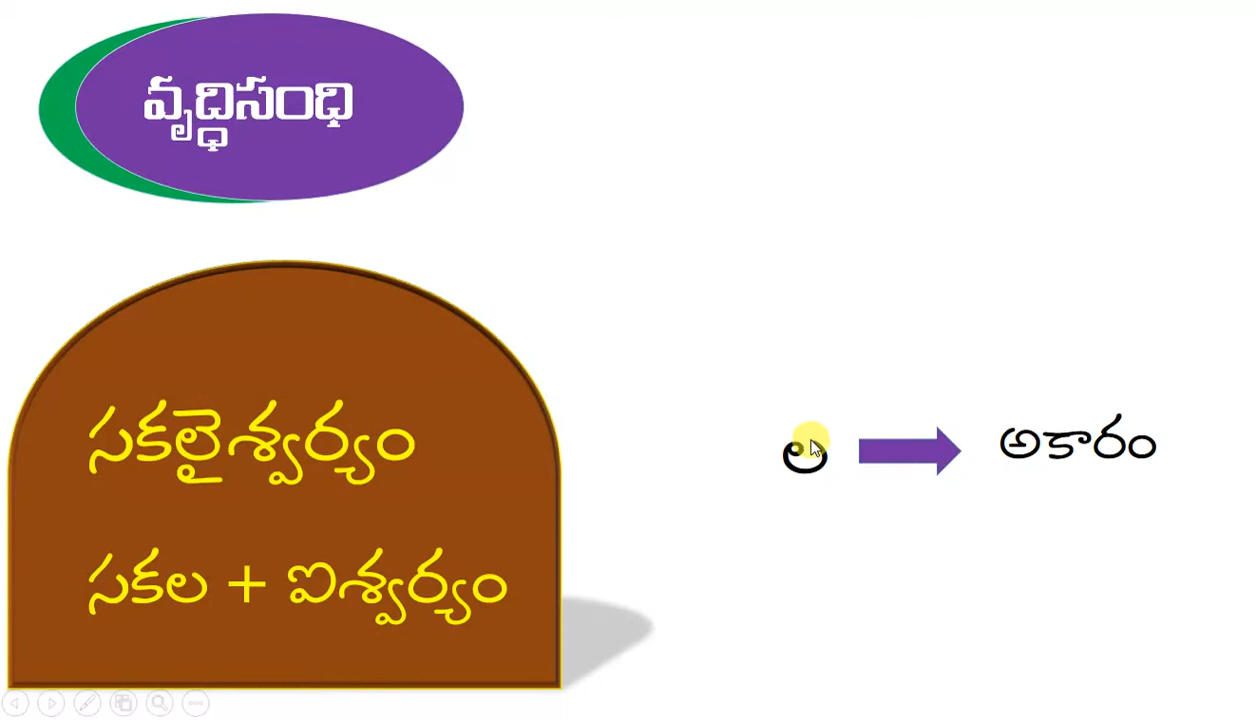 వృద్ధిసంధి
సకలైశ్వర్యం
సకల + ఐశ్వర్యం
ల
అకారం